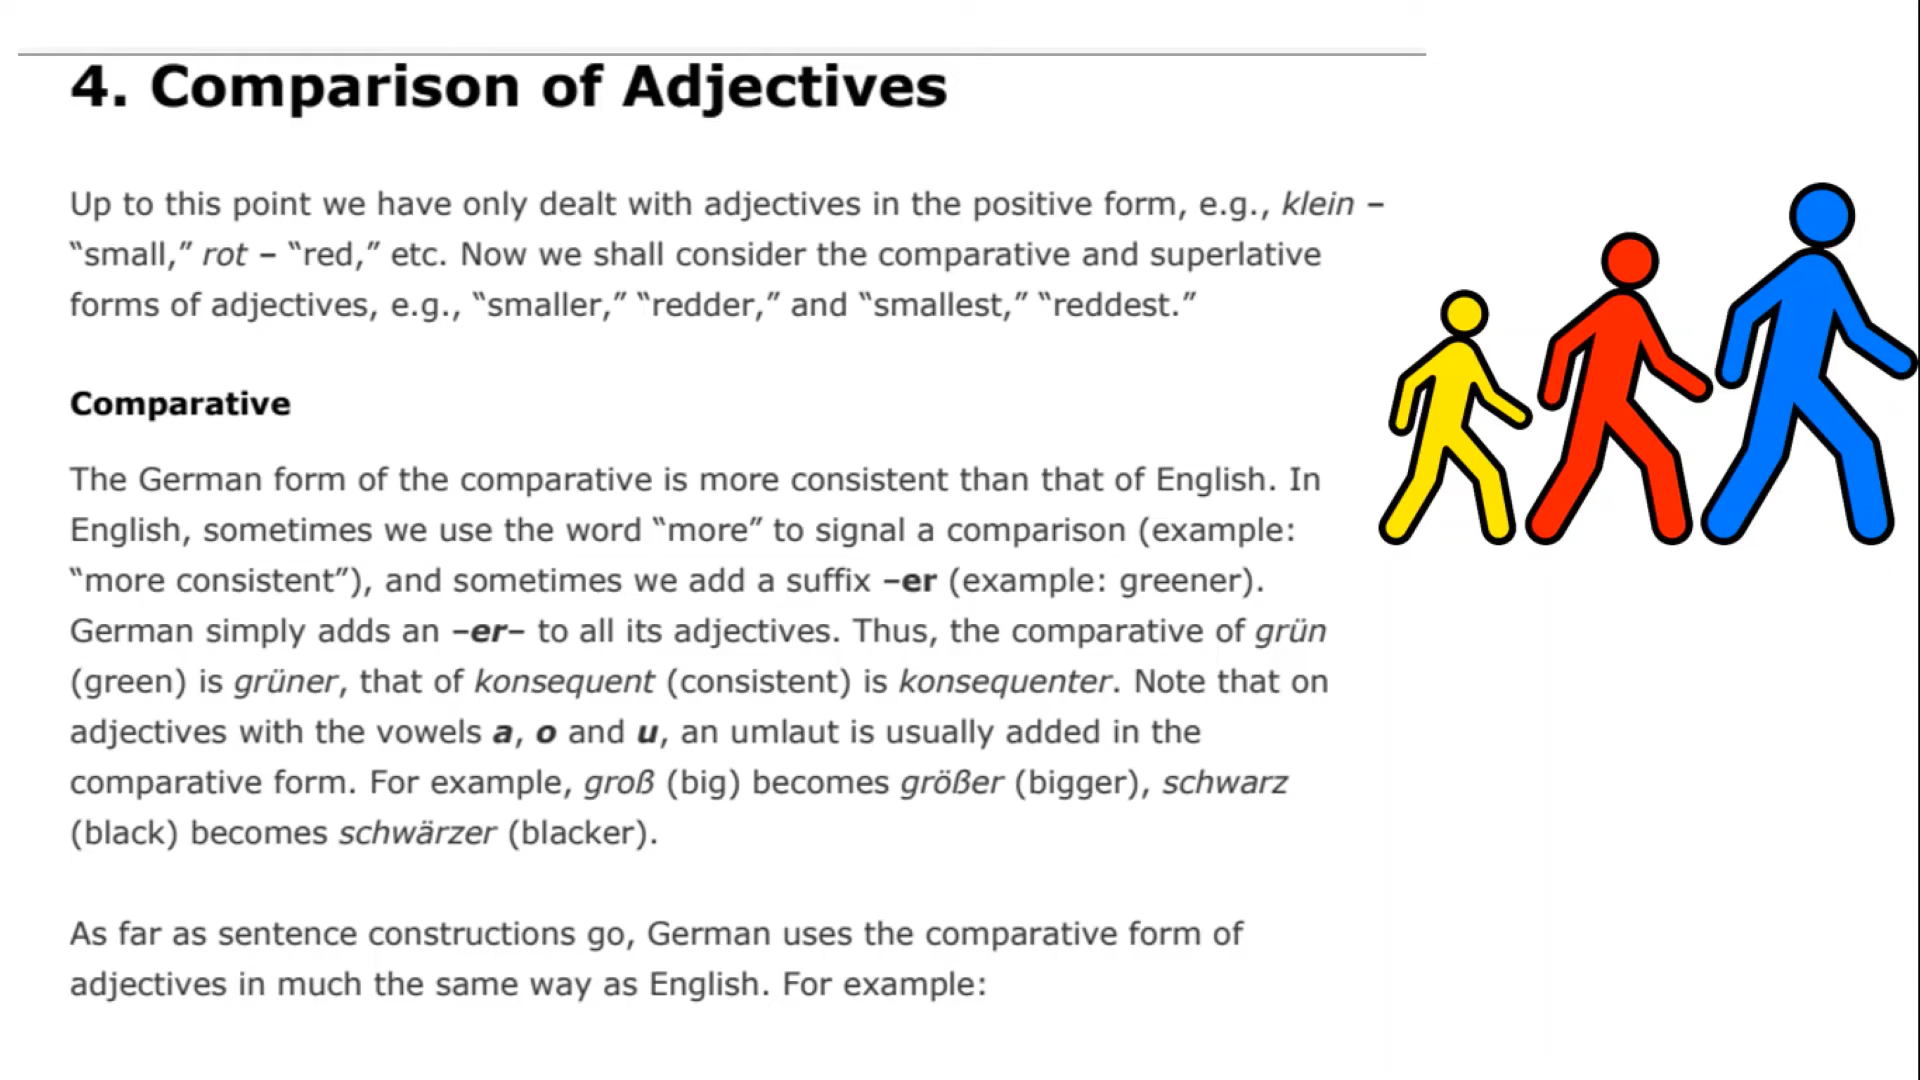 4. Comparison of Adjectives
Up to this point we have only dealt with adjectives in the positive form, e.g., klein –
“small,” rot – “red,” etc. Now we shall consider the comparative and superlative
forms of adjectives, e.g., “smaller,” “redder,” and “smallest,” “reddest.”
Comparative
The German form of the comparative is more consistent than that of English. In
English, sometimes we use the word “more” to signal a comparison (example:
“more consistent”), and sometimes we add a suffix –er (example: greener).
German simply adds an –er– to all its adjectives. Thus, the comparative of grün
(green) is grüner, that of konsequent (consistent) is konsequenter. Note that on
adjectives with the vowels a, o and u, an umlaut is usually added in the
comparative form. For example, groß (big) becomes größer (bigger), schwarz
(black) becomes schwärzer (blacker).
As far as sentence constructions go, German uses the comparative form of
adjectives in much the same way as English. For example: